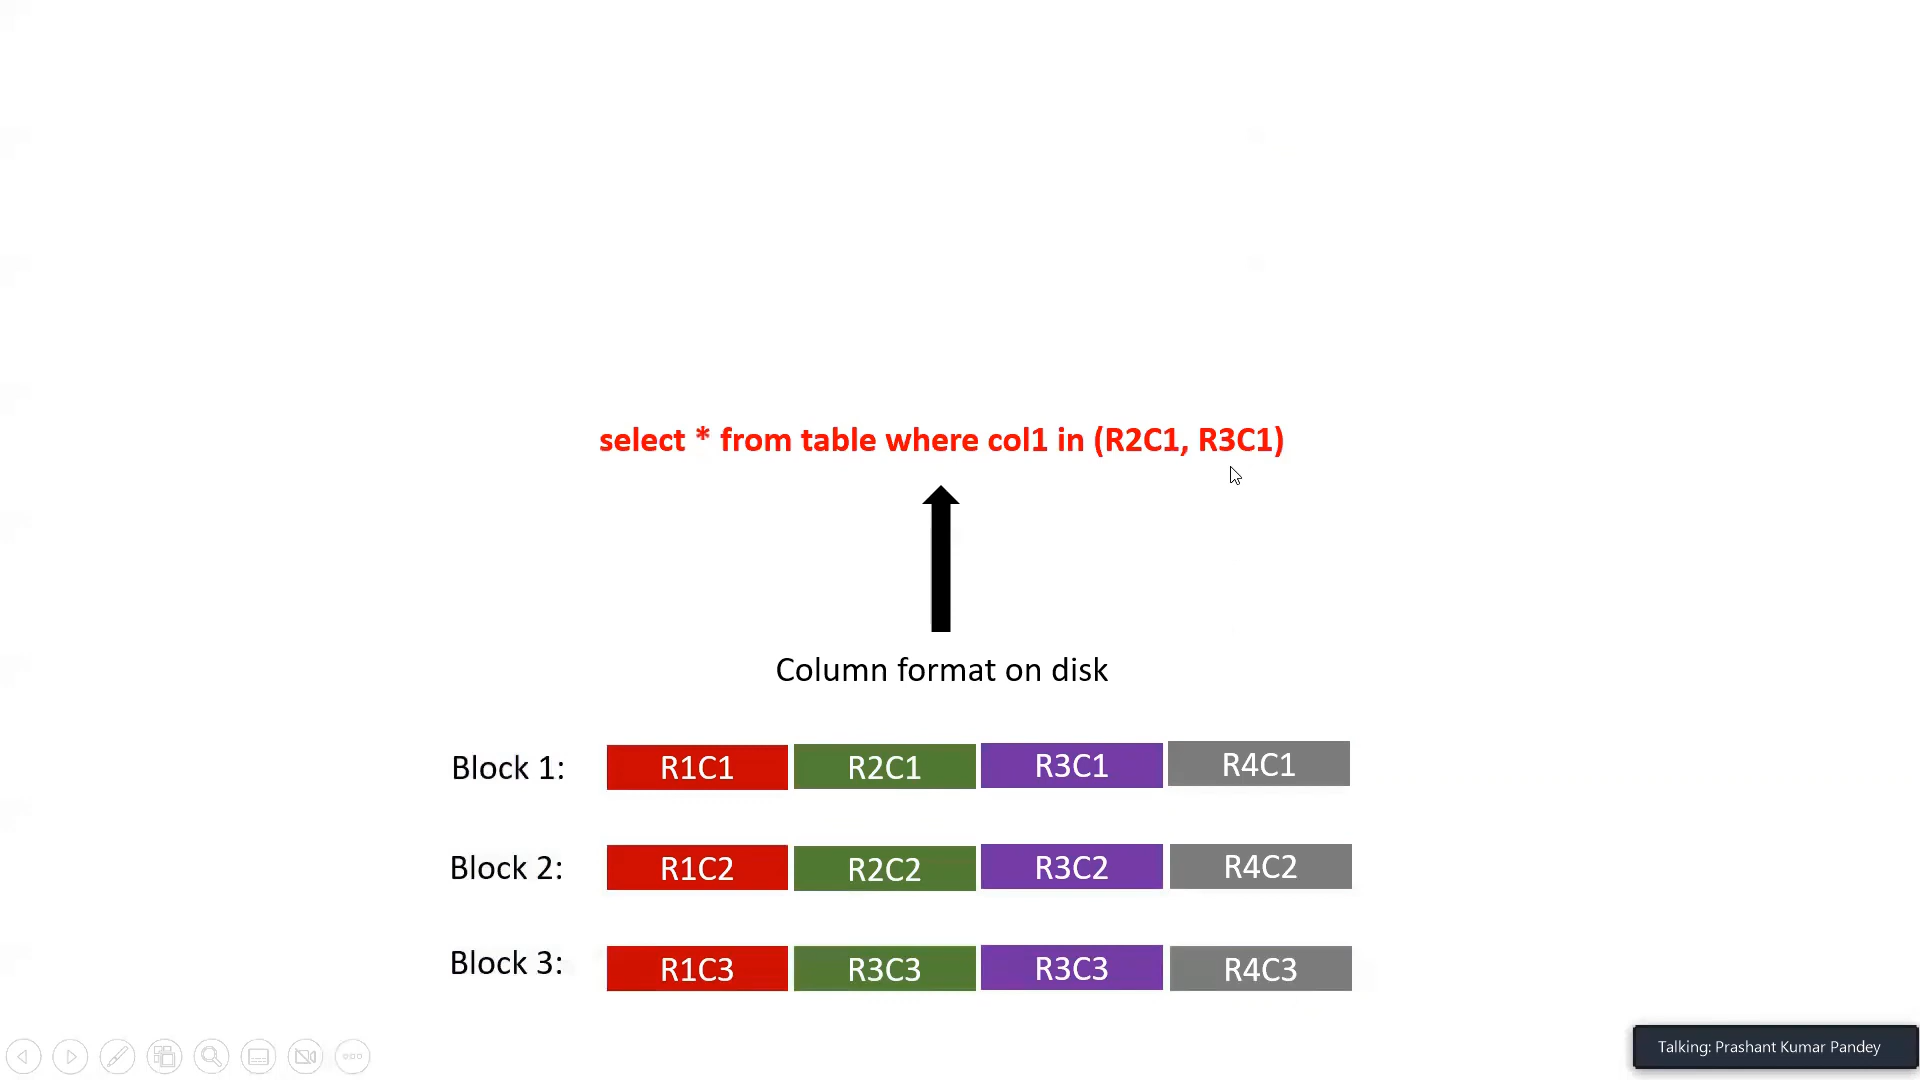 select * from table where col1 in (R2C1, R3C1)
Column format on disk
Block 1: R1C1 R2C1 R3C1 R4C1
Block 2: R1C2 R2C2 R3C2 R4C2
Block 3: R1C3 R3C3 R3C3 R4C3
Talking: Prashant Kumar Pandey